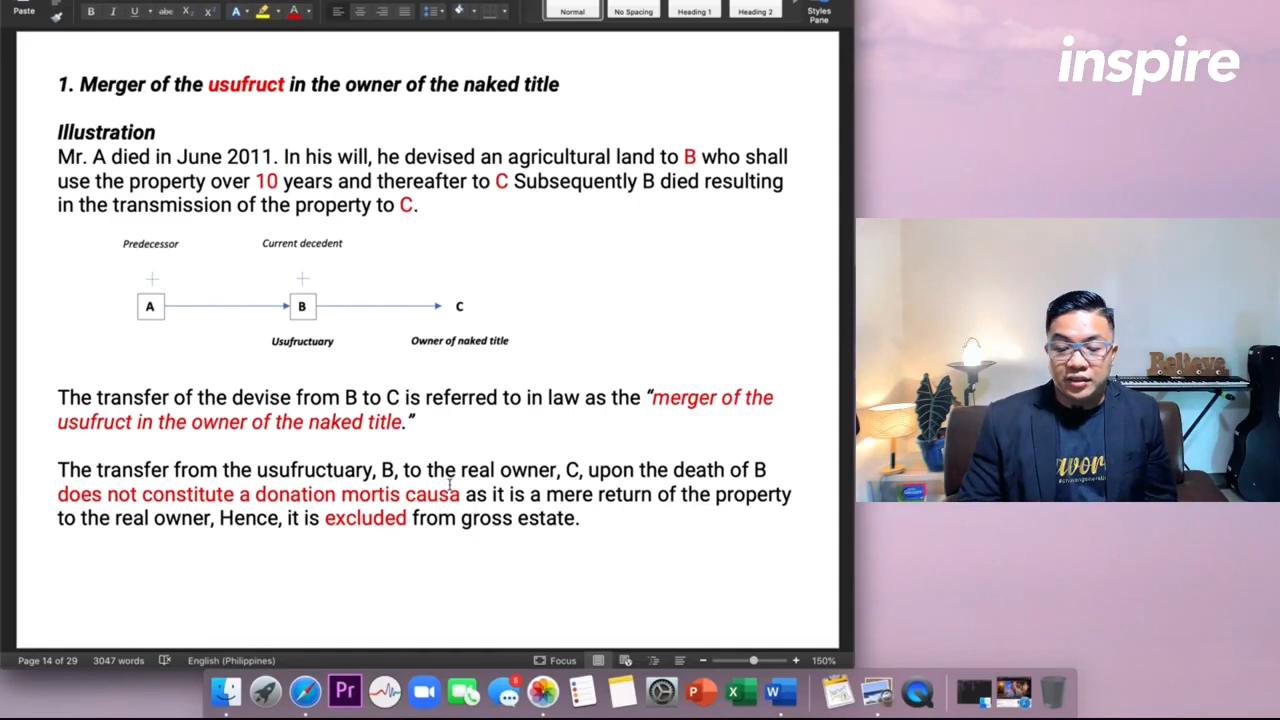 Paste
B I U abc X₂ X² A A
Normal
No Spacing
Heading 1
Heading 2
Styles
Pane
inspire
1. Merger of the usufruct in the owner of the naked title
Illustration
Mr. A died in June 2011. In his will, he devised an agricultural land to B who shall
use the property over 10 years and thereafter to C Subsequently B died resulting
in the transmission of the property to C.
Predecessor
Current decedent
A
B
C
Usufructuary
Owner of naked title
The transfer of the devise from B to C is referred to in law as the “merger of the
usufruct in the owner of the naked title.”
The transfer from the usufructuary, B, to the real owner, C, upon the death of B
does not constitute a donation mortis causa as it is a mere return of the property
to the real owner, Hence, it is excluded from gross estate.
Believe
Page 14 of 29
3047 words
English (Philippines)
Focus
150%
Pr
5
P
X
W